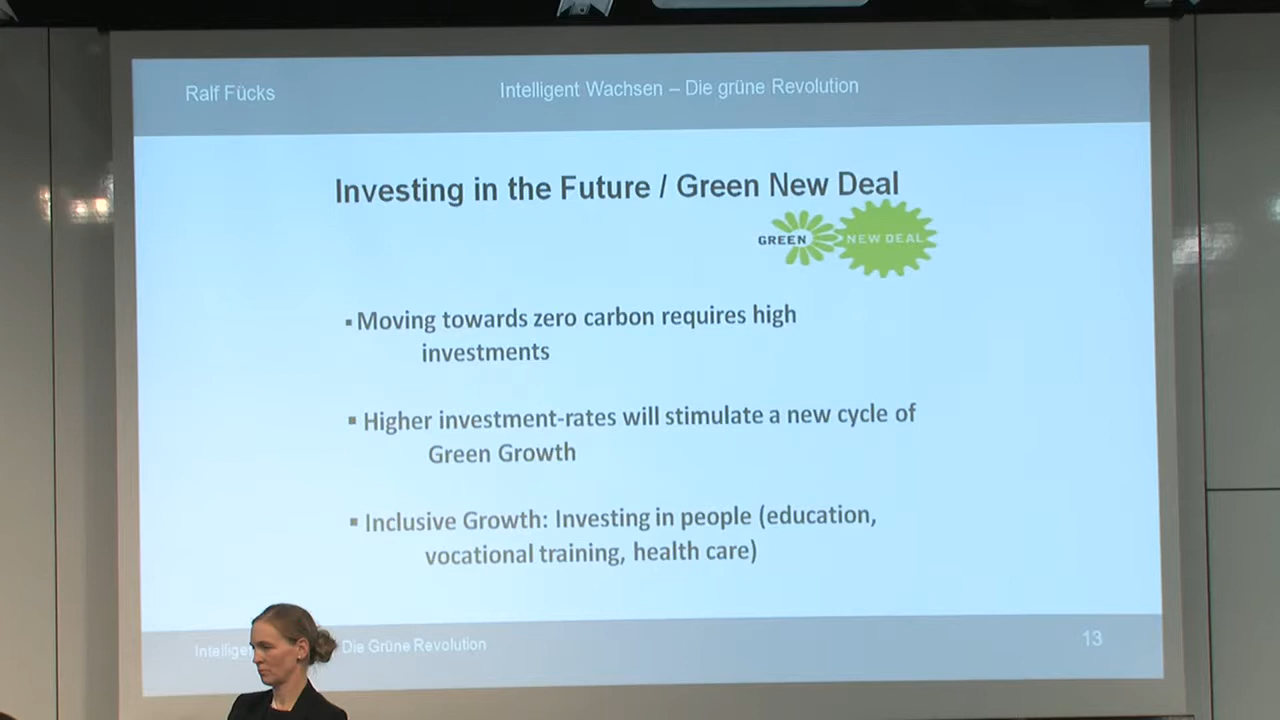 Ralf Fücks
Intelligent Wachsen – Die grüne Revolution
Investing in the Future / Green New Deal
GREEN NEW DEAL
▪ Moving towards zero carbon requires high
investments
▪ Higher investment-rates will stimulate a new cycle of
Green Growth
▪ Inclusive Growth: Investing in people (education,
vocational training, health care)
Die Grüne Revolution
13